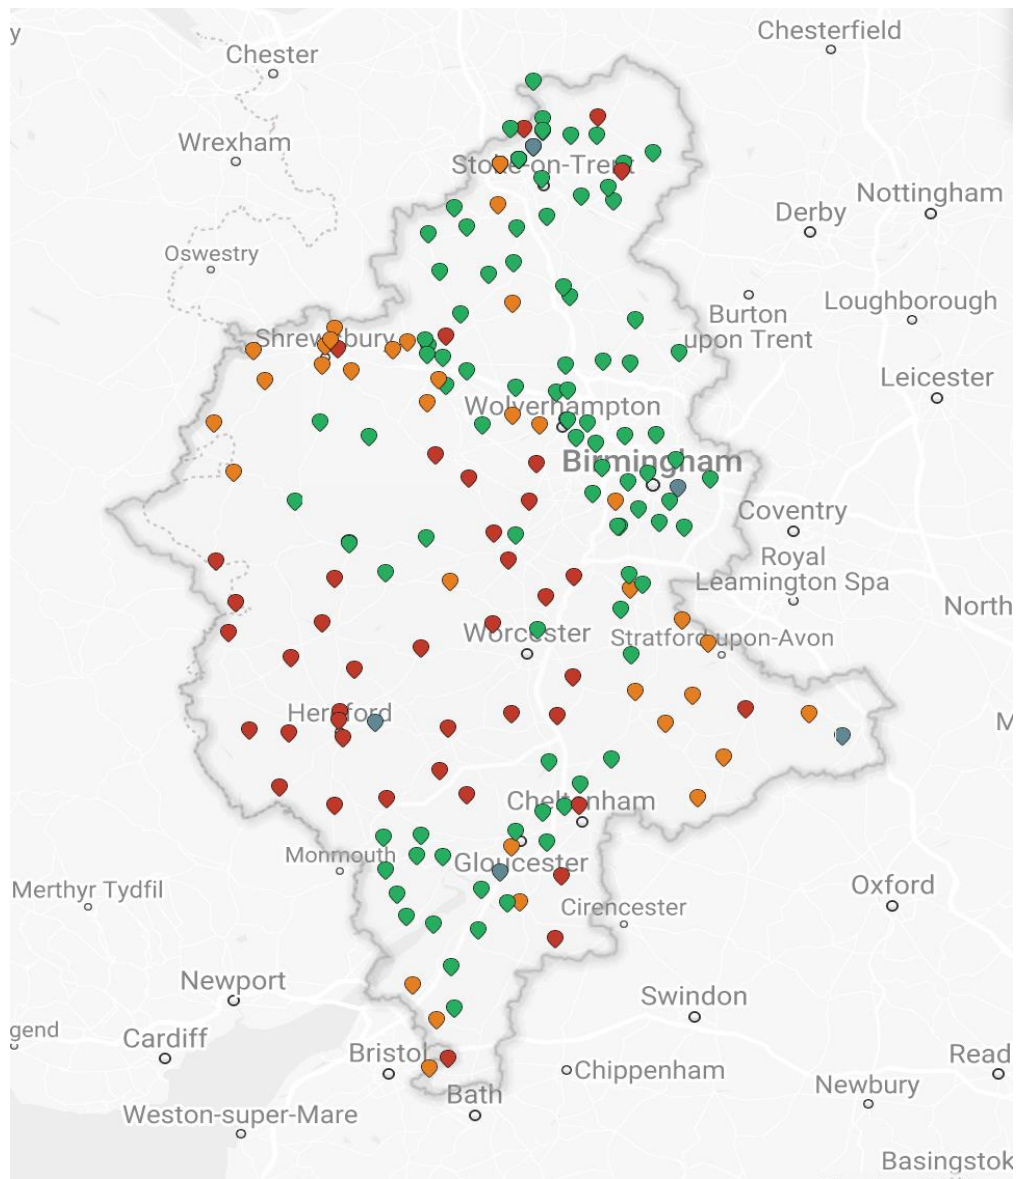 y
Chesterfield
Chester
Wrexham
Stoke-on-Trent
Nottingham
Derby
Oswestry
Loughborough
Burton
upon Trent
Shrewsbury
Leicester
Wolverhampton
Birmingham
Coventry
Royal
Leamington Spa
North
Worcester
Stratford-upon-Avon
Hereford
M
Cheltenham
Monmouth
Gloucester
Merthyr Tydfil
Oxford
Cirencester
Newport
Swindon
gend
Cardiff
Bristol
Read
Chippenham
Newbury
Bath
Weston-super-Mare
Basingstok